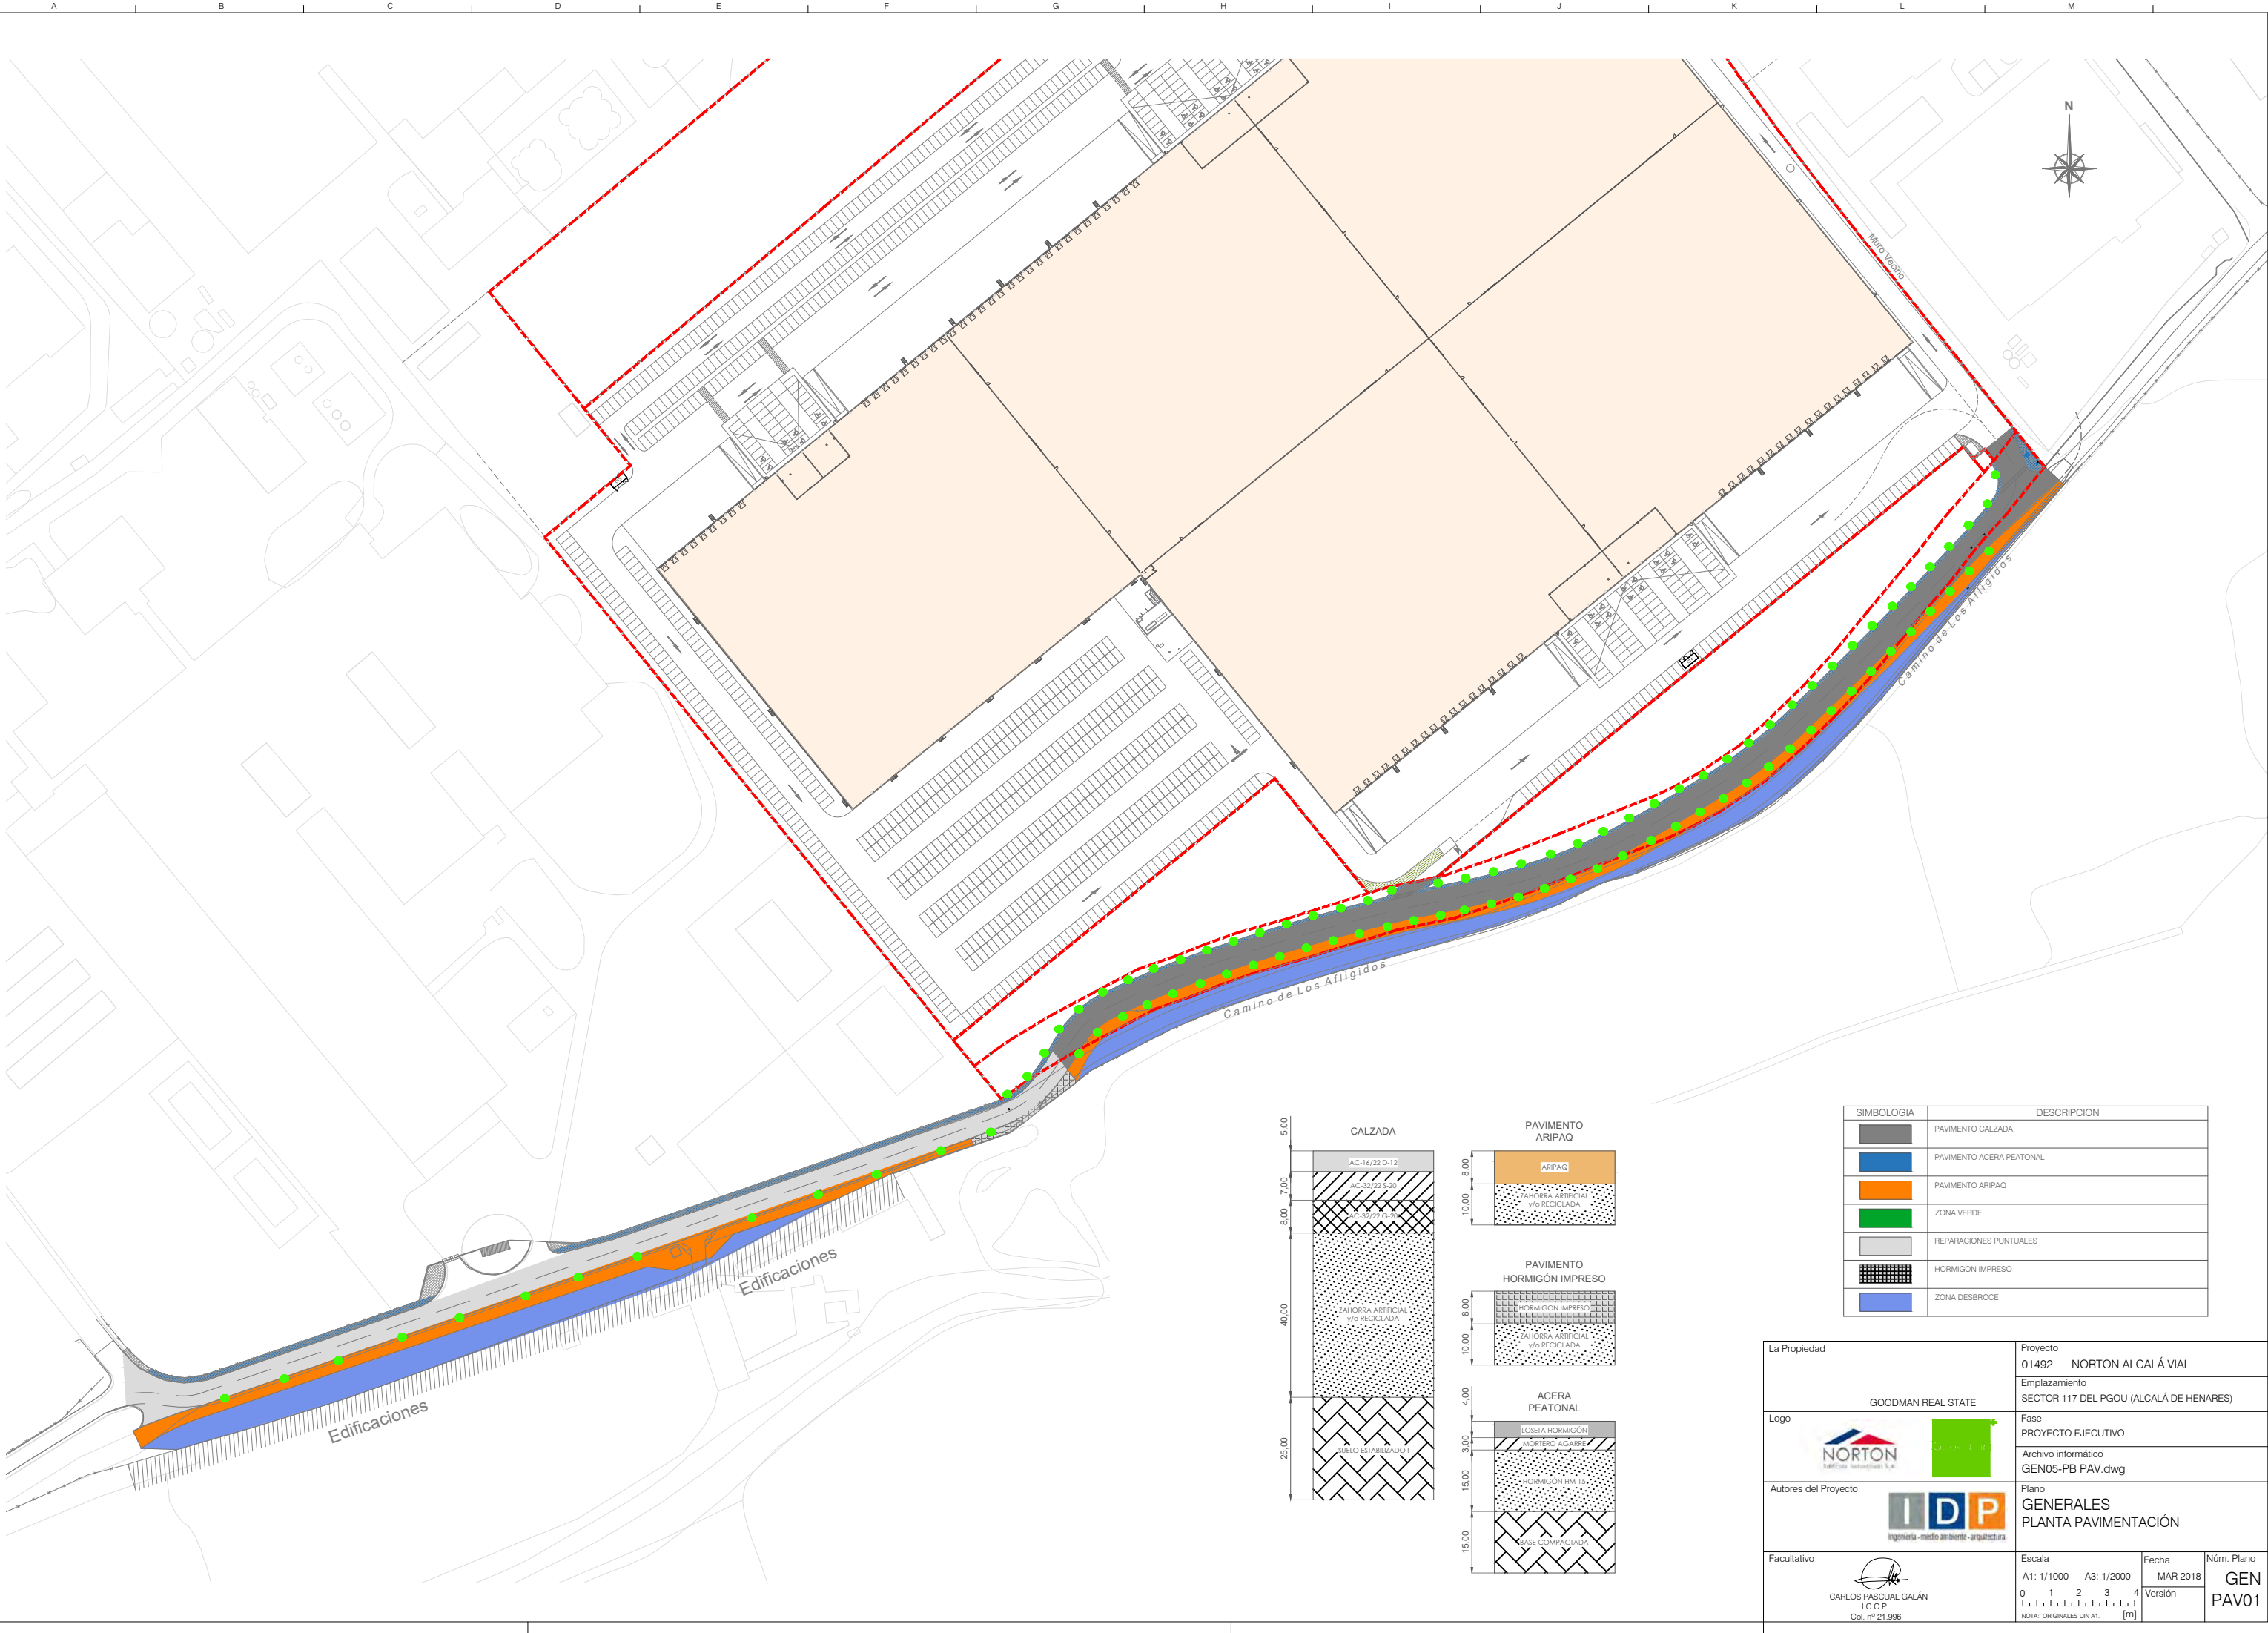 A B C D E F G H I J K L M
N
Muro Vecino
Camino de Los Afligidos
Camino de Los Afligidos
Edificaciones
Edificaciones
CALZADA
5,00
AC-16/22 D-12
7,00
AC-32/22 S-20
8,00
AC-32/22 G-20
40,00
ZAHORRA ARTIFICIAL
y/o RECICLADA
25,00
SUELO ESTABILIZADO I
PAVIMENTO
ARIPAQ
8,00
ARIPAQ
10,00
ZAHORRA ARTIFICIAL
y/o RECICLADA
PAVIMENTO
HORMIGÓN IMPRESO
8,00
HORMIGON IMPRESO
10,00
ZAHORRA ARTIFICIAL
y/o RECICLADA
ACERA
PEATONAL
4,00
LOSETA HORMIGÓN
3,00
MORTERO AGARRE
15,00
HORMIGÓN HM-15
15,00
BASE COMPACTADA
SIMBOLOGIA DESCRIPCION
PAVIMENTO CALZADA
PAVIMENTO ACERA PEATONAL
PAVIMENTO ARIPAQ
ZONA VERDE
REPARACIONES PUNTUALES
HORMIGON IMPRESO
ZONA DESBROCE
La Propiedad
GOODMAN REAL STATE
Proyecto
01492 NORTON ALCALÁ VIAL
Emplazamiento
SECTOR 117 DEL PGOU (ALCALÁ DE HENARES)
Logo
NORTON
Goodman
Fase
PROYECTO EJECUTIVO
Archivo informático
GEN05-PB PAV.dwg
Autores del Proyecto
IDP
ingeniería - medio ambiente - arquitectura
Plano
GENERALES
PLANTA PAVIMENTACIÓN
Facultativo
CARLOS PASCUAL GALÁN
I.C.C.P.
Col. nº 21.996
Escala
A1: 1/1000 A3: 1/2000
0 1 2 3 4
NOTA: ORIGINALES DIN A1. [m]
Fecha
MAR 2018
Versión
Núm. Plano
GEN
PAV01